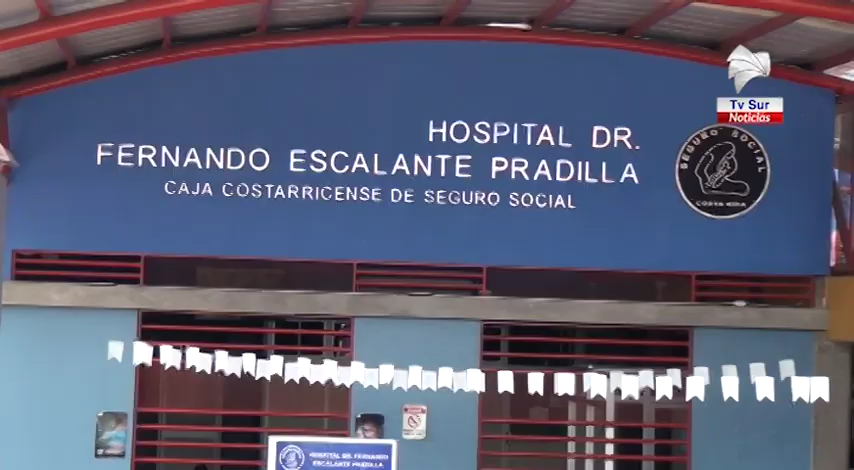 HOSPITAL DR.
FERNANDO ESCALANTE PRADILLA
CAJA COSTARRICENSE DE SEGURO SOCIAL
SEGURO SOCIAL
COSTA RICA
Tv Sur
Noticias
HOSPITAL DR. FERNANDO
ESCALANTE PRADILLA